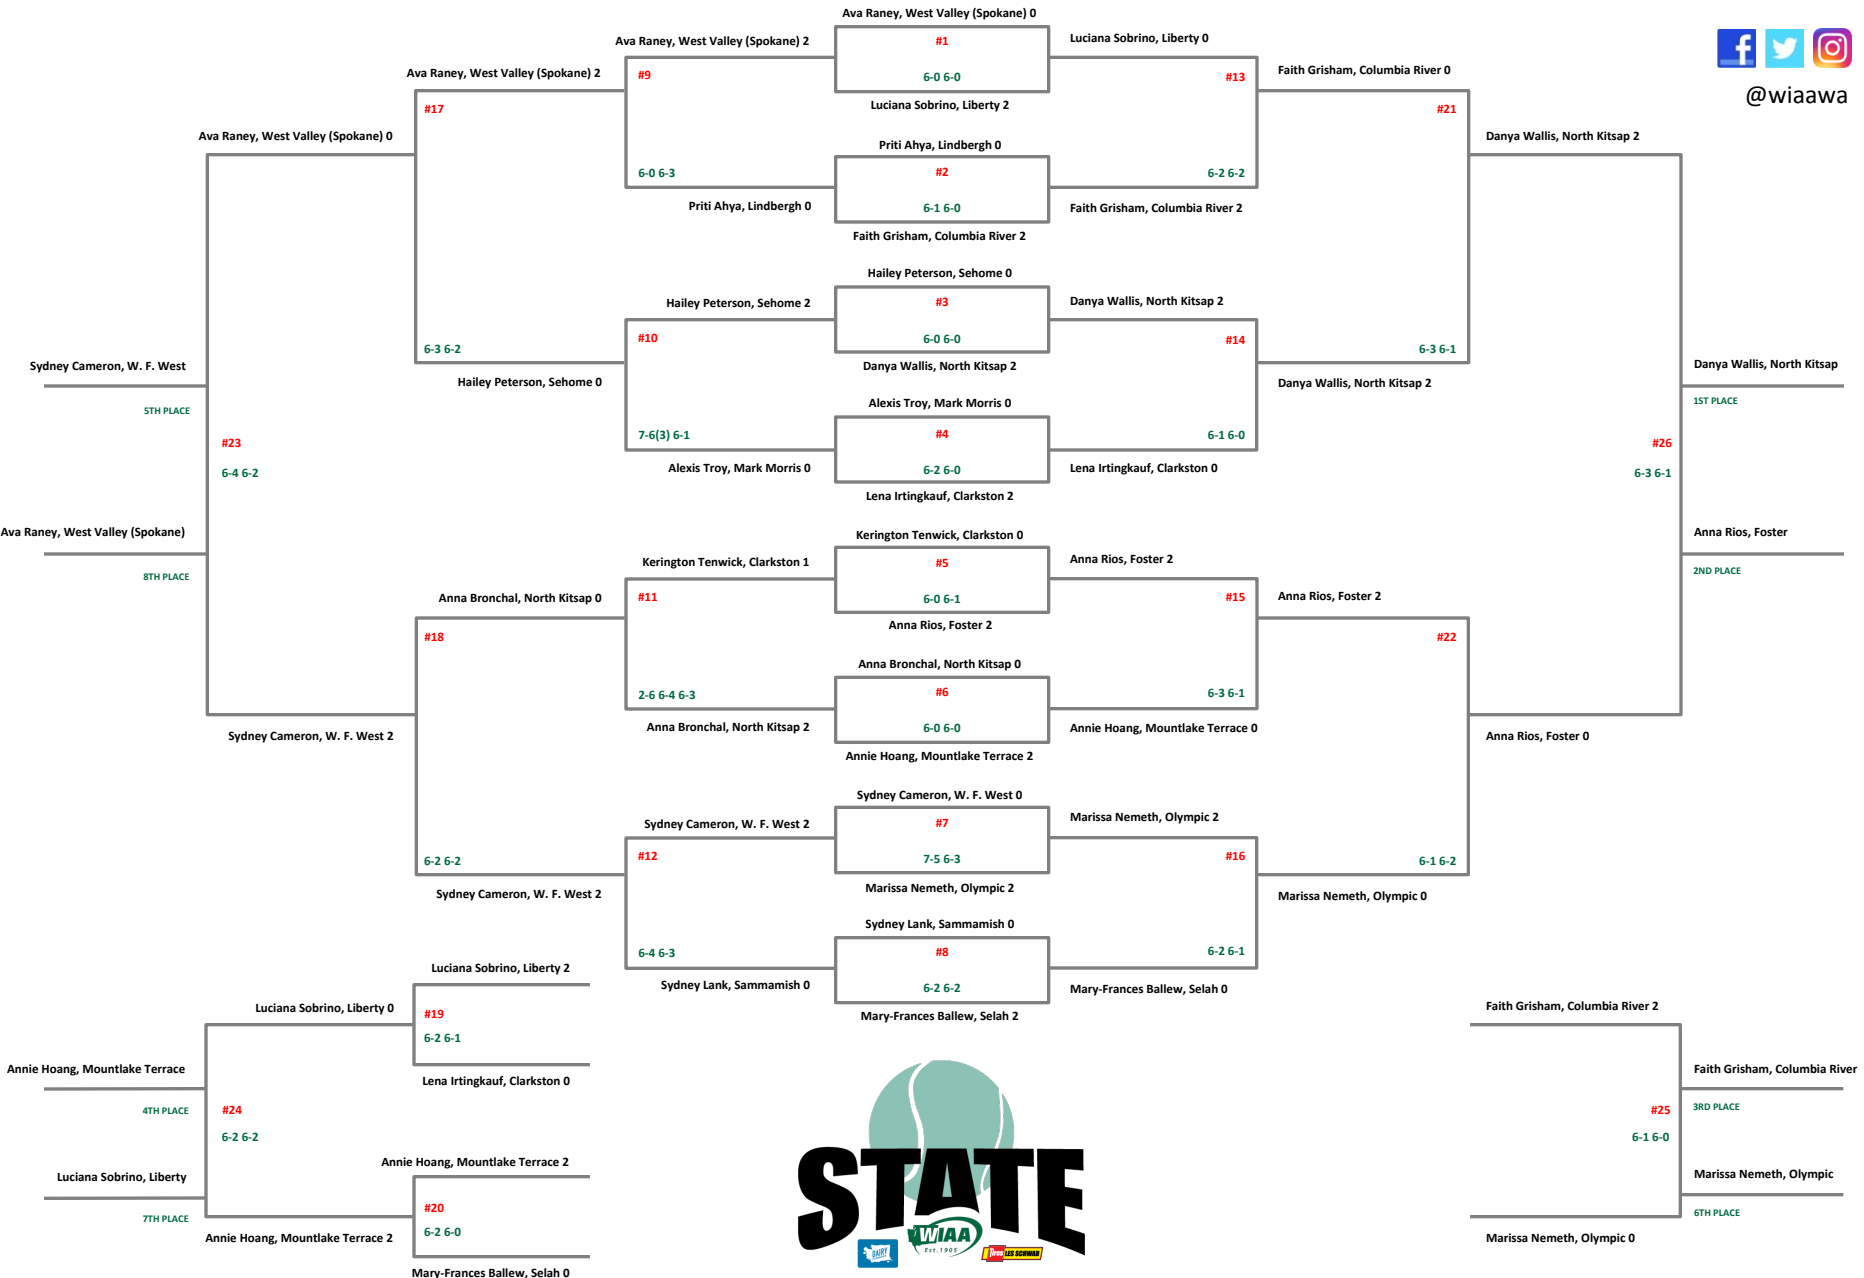 Ava Raney, West Valley (Spokane) 0
Ava Raney, West Valley (Spokane) 2
#1
Luciana Sobrino, Liberty 0
Ava Raney, West Valley (Spokane) 2
#9
6-0 6-0
#13
Faith Grisham, Columbia River 0
@wiaawa
#17
Luciana Sobrino, Liberty 2
#21
Ava Raney, West Valley (Spokane) 0
Priti Ahya, Lindbergh 0
Danya Wallis, North Kitsap 2
6-0 6-3
#2
6-2 6-2
Priti Ahya, Lindbergh 0
6-1 6-0
Faith Grisham, Columbia River 2
Faith Grisham, Columbia River 2
Hailey Peterson, Sehome 0
Hailey Peterson, Sehome 2
#3
Danya Wallis, North Kitsap 2
#10
6-0 6-0
#14
6-3 6-2
6-3 6-1
Sydney Cameron, W. F. West
Danya Wallis, North Kitsap 2
Danya Wallis, North Kitsap
Hailey Peterson, Sehome 0
Danya Wallis, North Kitsap 2
5TH PLACE
Alexis Troy, Mark Morris 0
1ST PLACE
#23
7-6(3) 6-1
#4
6-1 6-0
#26
6-4 6-2
Alexis Troy, Mark Morris 0
6-2 6-0
Lena Irtingkauf, Clarkston 0
6-3 6-1
Lena Irtingkauf, Clarkston 2
Ava Raney, West Valley (Spokane)
Kerington Tenwick, Clarkston 0
Anna Rios, Foster
Kerington Tenwick, Clarkston 1
#5
Anna Rios, Foster 2
8TH PLACE
2ND PLACE
Anna Bronchal, North Kitsap 0
#11
6-0 6-1
#15
Anna Rios, Foster 2
#18
Anna Rios, Foster 2
#22
Anna Bronchal, North Kitsap 0
2-6 6-4 6-3
#6
6-3 6-1
Anna Bronchal, North Kitsap 2
6-0 6-0
Annie Hoang, Mountlake Terrace 0
Sydney Cameron, W. F. West 2
Anna Rios, Foster 0
Annie Hoang, Mountlake Terrace 2
Sydney Cameron, W. F. West 0
Sydney Cameron, W. F. West 2
#7
Marissa Nemeth, Olympic 2
6-2 6-2
#12
7-5 6-3
#16
6-1 6-2
Sydney Cameron, W. F. West 2
Marissa Nemeth, Olympic 2
Marissa Nemeth, Olympic 0
Sydney Lank, Sammamish 0
6-4 6-3
#8
6-2 6-1
Luciana Sobrino, Liberty 2
Sydney Lank, Sammamish 0
6-2 6-2
Mary-Frances Ballew, Selah 0
Luciana Sobrino, Liberty 0
#19
Mary-Frances Ballew, Selah 2
Faith Grisham, Columbia River 2
6-2 6-1
Annie Hoang, Mountlake Terrace
Lena Irtingkauf, Clarkston 0
Faith Grisham, Columbia River
4TH PLACE
#24
#25
3RD PLACE
6-2 6-2
6-1 6-0
Luciana Sobrino, Liberty
Annie Hoang, Mountlake Terrace 2
Marissa Nemeth, Olympic
7TH PLACE
#20
6TH PLACE
Annie Hoang, Mountlake Terrace 2
6-2 6-0
Marissa Nemeth, Olympic 0
Mary-Frances Ballew, Selah 0
STATE
WIAA
Est. 1905
DAIRY
Tires LES SCHWAB